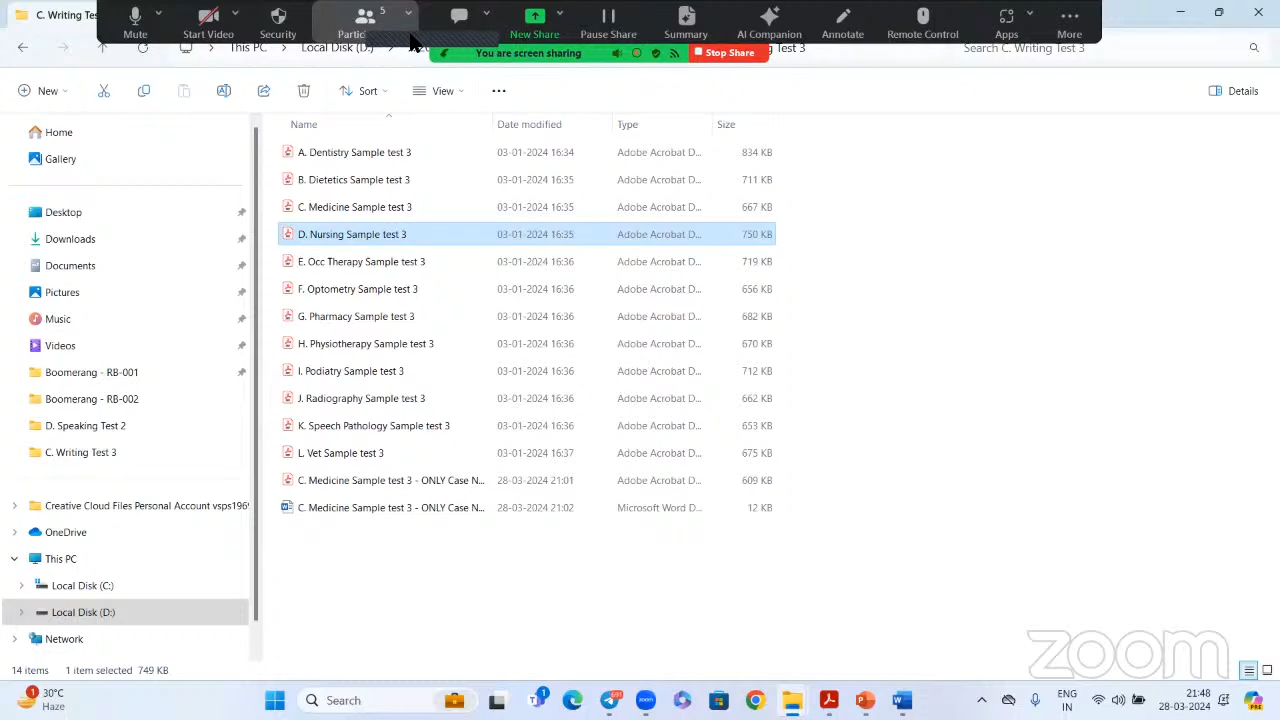 C. Writing T
5
Mute
Start Video
Security
Partic
New Share
Pause Share
Summary
AI Companion
Annotate
Remote Control
Apps
More
This PC
Local Disk (D:)
You are screen sharing
Stop Share
g Test 3
Search C. Writing Test 3
New
Sort
View
Details
Name
Date modified
Type
Size
Home
Gallery
Desktop
Downloads
Documents
Pictures
Music
Videos
Boomerang - RB-001
Boomerang - RB-002
D. Speaking Test 2
C. Writing Test 3
Creative Cloud Files Personal Account vsps1969
OneDrive
This PC
Local Disk (C:)
Local Disk (D:)
Network
A. Dentistry Sample test 3 03-01-2024 16:34 Adobe Acrobat D... 834 KB
B. Dietetics Sample test 3 03-01-2024 16:35 Adobe Acrobat D... 711 KB
C. Medicine Sample test 3 03-01-2024 16:35 Adobe Acrobat D... 667 KB
D. Nursing Sample test 3 03-01-2024 16:35 Adobe Acrobat D... 750 KB
E. Occ Therapy Sample test 3 03-01-2024 16:36 Adobe Acrobat D... 719 KB
F. Optometry Sample test 3 03-01-2024 16:36 Adobe Acrobat D... 656 KB
G. Pharmacy Sample test 3 03-01-2024 16:36 Adobe Acrobat D... 682 KB
H. Physiotherapy Sample test 3 03-01-2024 16:36 Adobe Acrobat D... 670 KB
I. Podiatry Sample test 3 03-01-2024 16:36 Adobe Acrobat D... 712 KB
J. Radiography Sample test 3 03-01-2024 16:36 Adobe Acrobat D... 662 KB
K. Speech Pathology Sample test 3 03-01-2024 16:36 Adobe Acrobat D... 653 KB
L. Vet Sample test 3 03-01-2024 16:37 Adobe Acrobat D... 675 KB
C. Medicine Sample test 3 - ONLY Case N... 28-03-2024 21:01 Adobe Acrobat D... 609 KB
C. Medicine Sample test 3 - ONLY Case N... 28-03-2024 21:02 Microsoft Word D... 12 KB
zoom
14 items 1 item selected 749 KB
1
30°C
Haze
Search
1
ENG
IN
21:48
28-03-2024